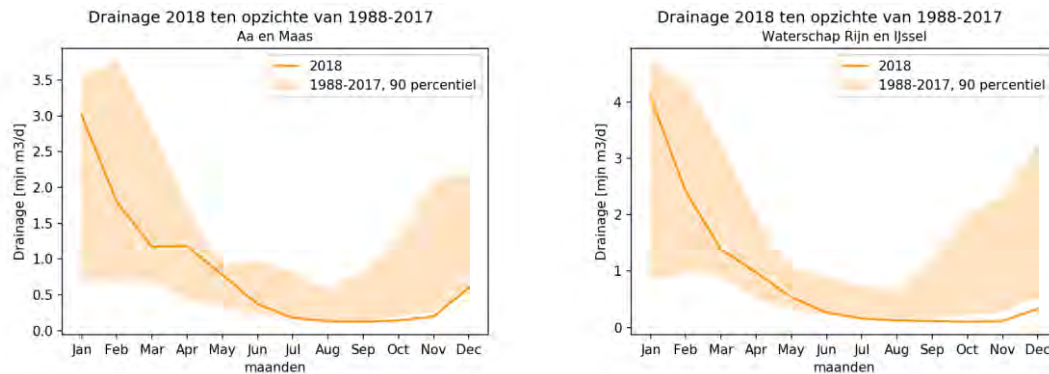 Drainage 2018 ten opzichte van 1988-2017
Aa en Maas
2018
1988-2017, 90 percentiel
Drainage [mjn m3/d]
3.5
3.0
2.5
2.0
1.5
1.0
0.5
0.0
Jan Feb Mar Apr May Jun Jul Aug Sep Oct Nov Dec
maanden
Drainage 2018 ten opzichte van 1988-2017
Waterschap Rijn en IJssel
2018
1988-2017, 90 percentiel
Drainage [mjn m3/d]
4
3
2
1
0
Jan Feb Mar Apr May Jun Jul Aug Sep Oct Nov Dec
maanden